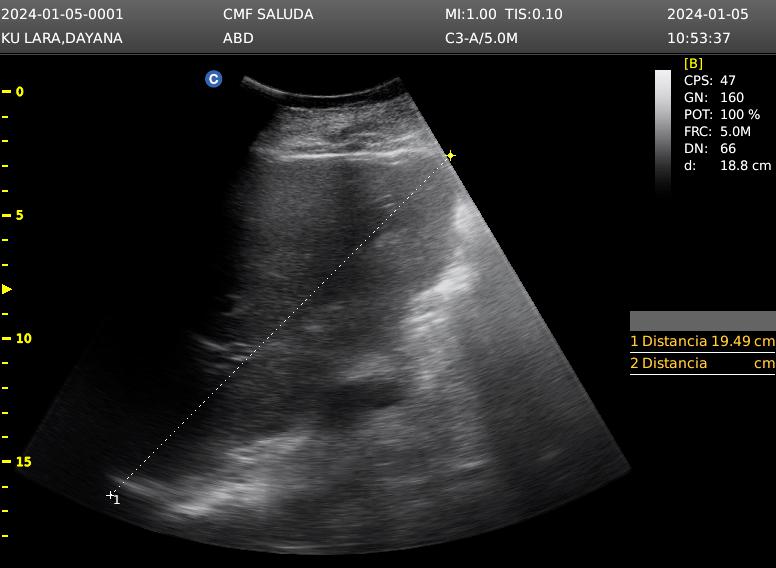 2024-01-05-0001 CMF SALUDA MI:1.00 TIS:0.10 2024-01-05
KU LARA,DAYANA ABD C3-A/5.0M 10:53:37
C
[B]
CPS: 47
GN: 160
POT: 100 %
FRC: 5.0M
DN: 66
d: 18.8 cm
0
5
10
15
1
1 Distancia 19.49 cm
2 Distancia cm